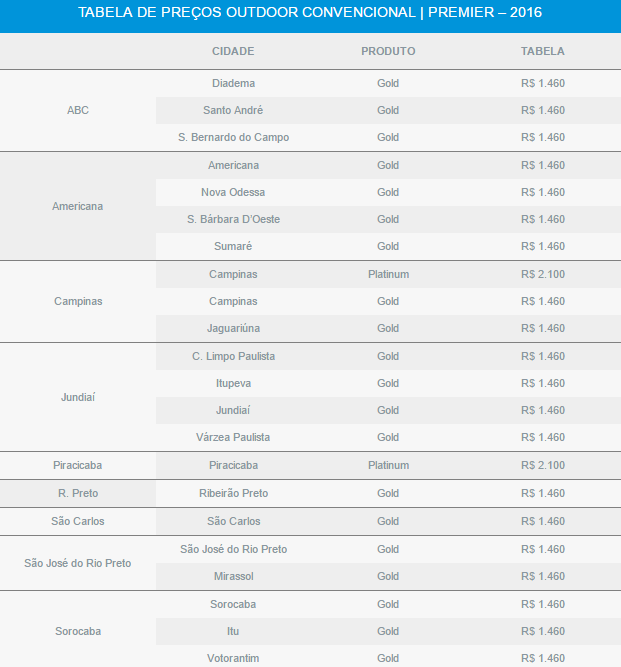 TABELA DE PREÇOS OUTDOOR CONVENCIONAL | PREMIER – 2016
CIDADE PRODUTO TABELA
ABC
Diadema Gold R$ 1.460
Santo André Gold R$ 1.460
S. Bernardo do Campo Gold R$ 1.460
Americana
Americana Gold R$ 1.460
Nova Odessa Gold R$ 1.460
S. Bárbara D'Oeste Gold R$ 1.460
Sumaré Gold R$ 1.460
Campinas
Campinas Platinum R$ 2.100
Campinas Gold R$ 1.460
Jaguariúna Gold R$ 1.460
Jundiaí
C. Limpo Paulista Gold R$ 1.460
Itupeva Gold R$ 1.460
Jundiaí Gold R$ 1.460
Várzea Paulista Gold R$ 1.460
Piracicaba Piracicaba Platinum R$ 2.100
R. Preto Ribeirão Preto Gold R$ 1.460
São Carlos São Carlos Gold R$ 1.460
São José do Rio Preto
São José do Rio Preto Gold R$ 1.460
Mirassol Gold R$ 1.460
Sorocaba
Sorocaba Gold R$ 1.460
Itu Gold R$ 1.460
Votorantim Gold R$ 1.460